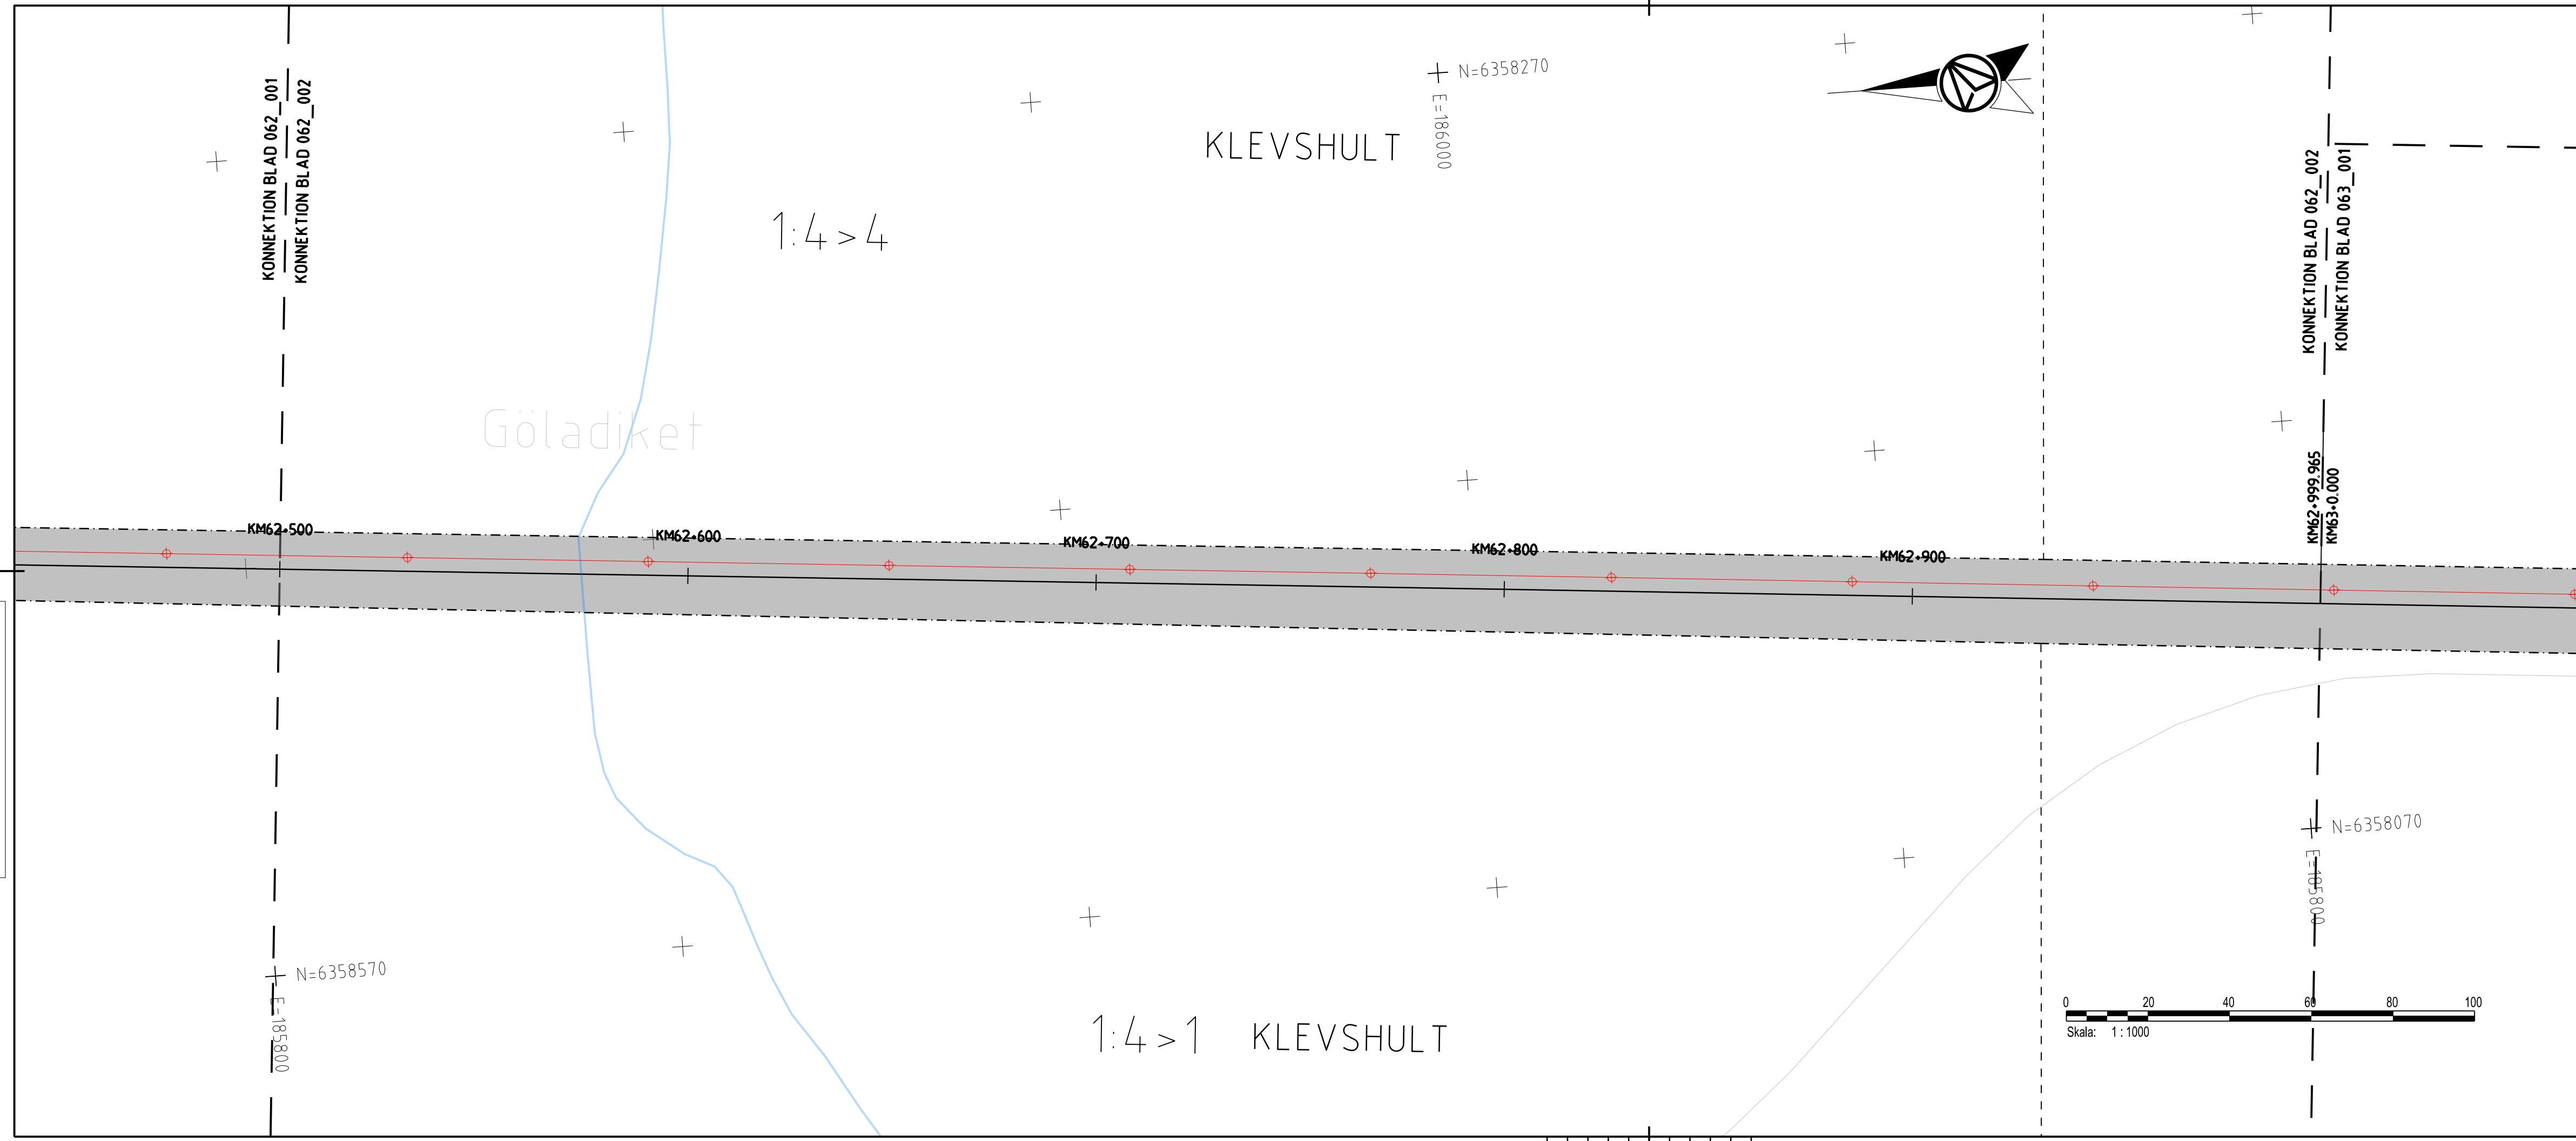 KONNEKTION BLAD 062_001
KONNEKTION BLAD 062_002
N=6358270
E=186000
KLEVSHULT
1:4>4
KONNEKTION BLAD 062_002
KONNEKTION BLAD 063_001
Göladiket
KM62+999.965
KM63+0.000
KM62+500
KM62+600
KM62+700
KM62+800
KM62+900
N=6358070
E=185800
N=6358570
E=185800
1:4>1 KLEVSHULT
0 20 40 60 80 100
Skala: 1 : 1000